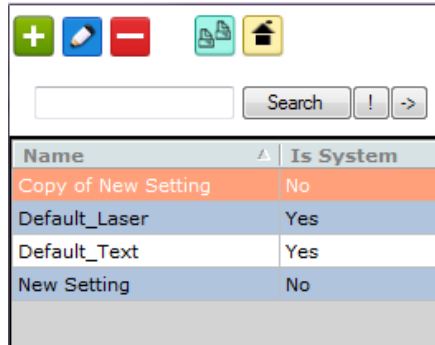 Search ! ->
Name Is System
Copy of New Setting No
Default_Laser Yes
Default_Text Yes
New Setting No